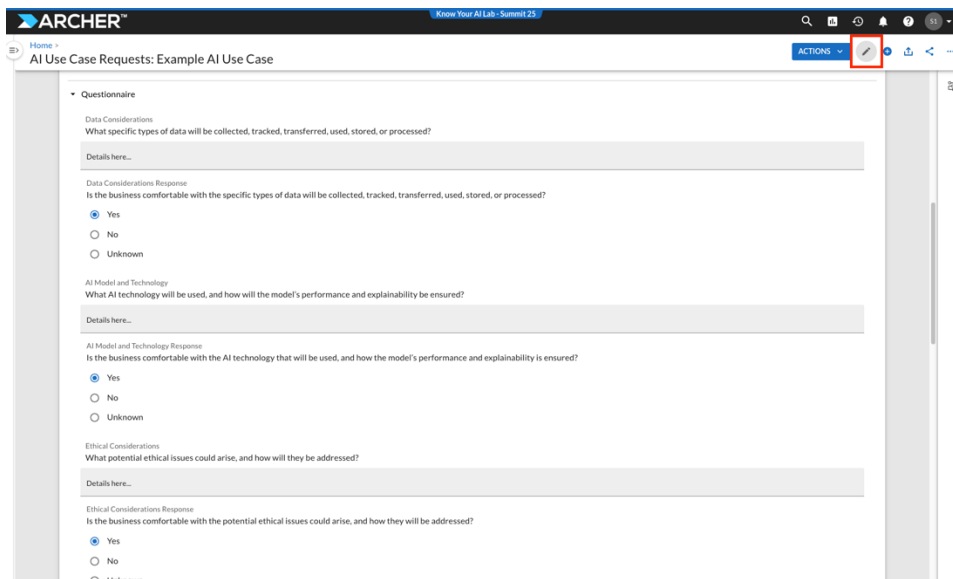 Know Your AI Lab - Summit 25
ARCHER™
S1
Home >
AI Use Case Requests: Example AI Use Case
ACTIONS
Questionnaire
Data Considerations
What specific types of data will be collected, tracked, transferred, used, stored, or processed?
Details here...
Data Considerations Response
Is the business comfortable with the specific types of data will be collected, tracked, transferred, used, stored, or processed?
Yes
No
Unknown
AI Model and Technology
What AI technology will be used, and how will the model's performance and explainability be ensured?
Details here...
AI Model and Technology Response
Is the business comfortable with the AI technology that will be used, and how the model's performance and explainability is ensured?
Yes
No
Unknown
Ethical Considerations
What potential ethical issues could arise, and how will they be addressed?
Details here...
Ethical Considerations Response
Is the business comfortable with the potential ethical issues could arise, and how they will be addressed?
Yes
No